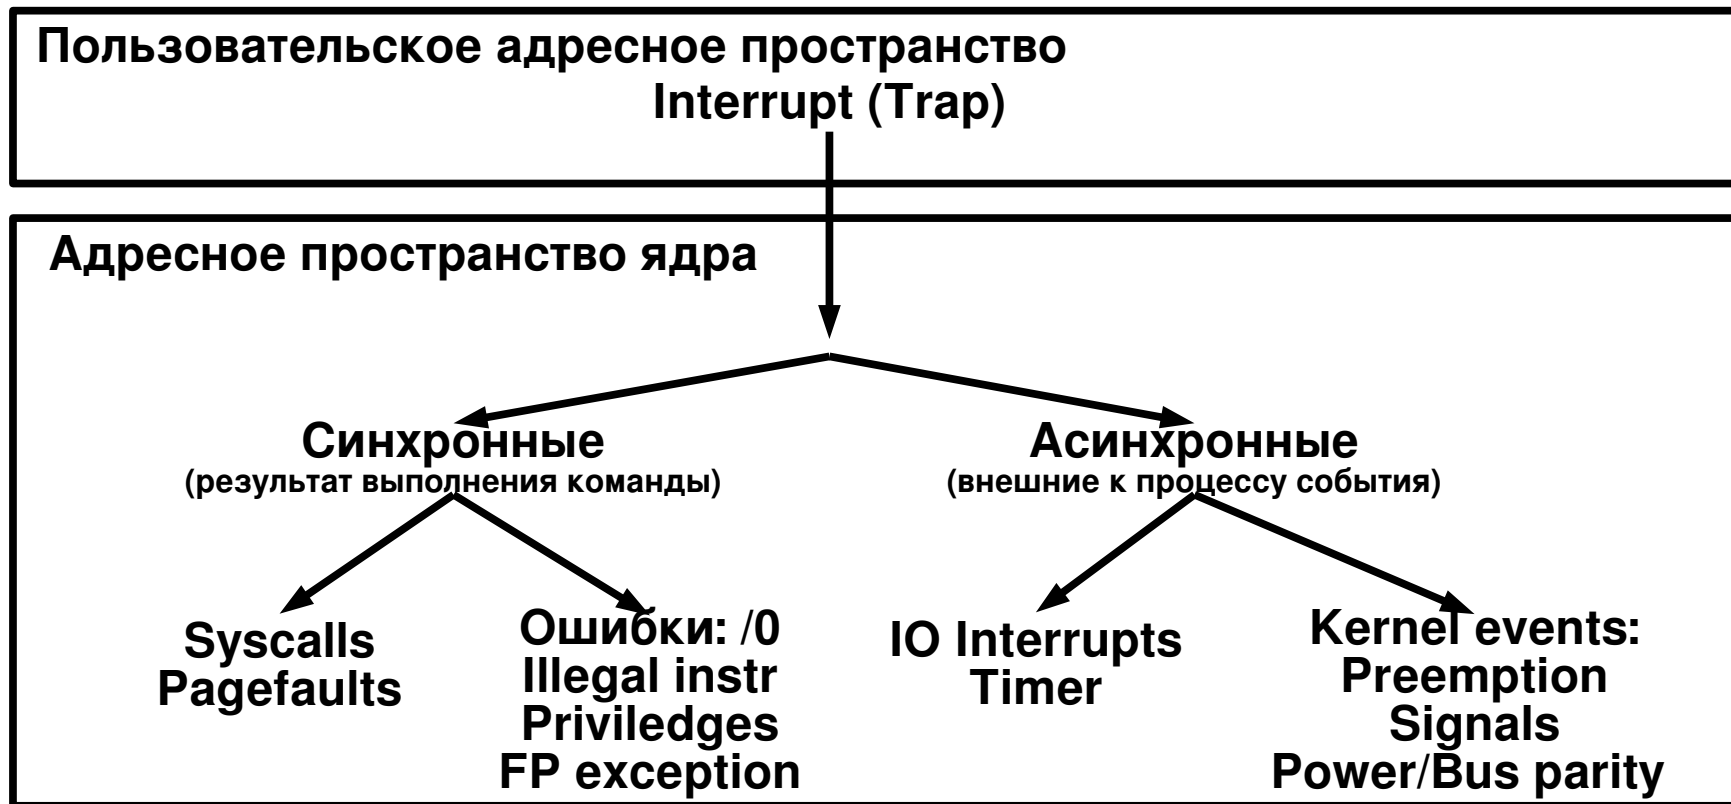 Пользовательское адресное пространство
Interrupt (Trap)
Адресное пространство ядра
Синхронные
(результат выполнения команды)
Асинхронные
(внешние к процессу события)
Syscalls
Pagefaults
Ошибки: /0
Illegal instr
Priviledges
FP exception
IO Interrupts
Timer
Kernel events:
Preemption
Signals
Power/Bus parity